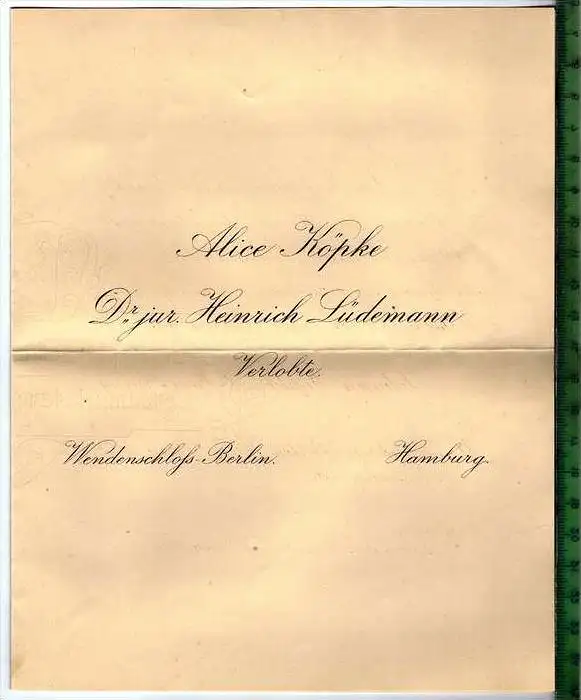 Alice Köpke
Dr. jur. Heinrich Lüdemann
Verlobte.
Wendenschloſs-Berlin. Hamburg.